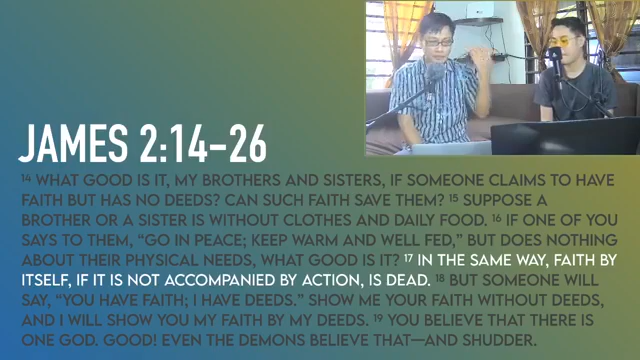 JAMES 2:14-26
14 WHAT GOOD IS IT, MY BROTHERS AND SISTERS, IF SOMEONE CLAIMS TO HAVE
FAITH BUT HAS NO DEEDS? CAN SUCH FAITH SAVE THEM? 15 SUPPOSE A
BROTHER OR A SISTER IS WITHOUT CLOTHES AND DAILY FOOD. 16 IF ONE OF YOU
SAYS TO THEM, “GO IN PEACE; KEEP WARM AND WELL FED,” BUT DOES NOTHING
ABOUT THEIR PHYSICAL NEEDS, WHAT GOOD IS IT? 17 IN THE SAME WAY, FAITH BY
ITSELF, IF IT IS NOT ACCOMPANIED BY ACTION, IS DEAD. 18 BUT SOMEONE WILL
SAY, “YOU HAVE FAITH; I HAVE DEEDS.” SHOW ME YOUR FAITH WITHOUT DEEDS,
AND I WILL SHOW YOU MY FAITH BY MY DEEDS. 19 YOU BELIEVE THAT THERE IS
ONE GOD. GOOD! EVEN THE DEMONS BELIEVE THAT—AND SHUDDER.